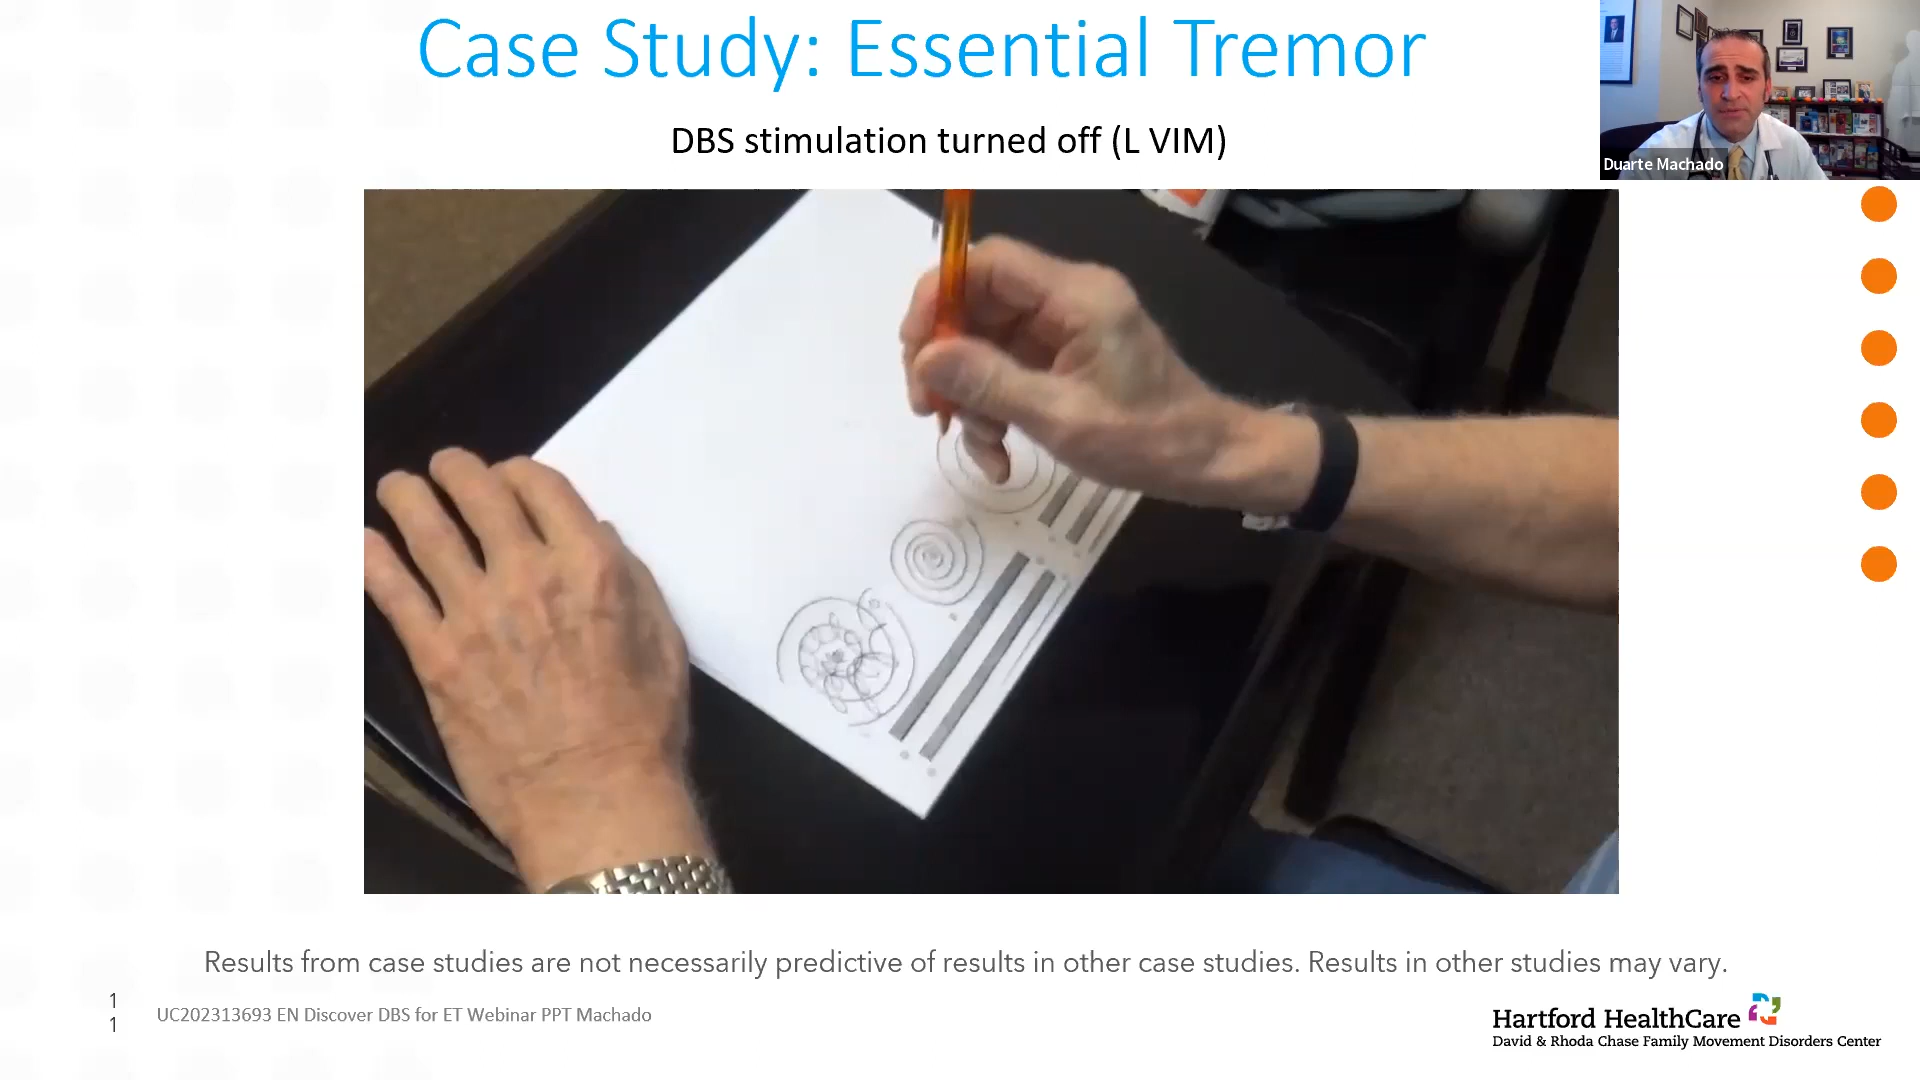 Case Study: Essential Tremor
DBS stimulation turned off (L VIM)
Duarte Machado
Results from case studies are not necessarily predictive of results in other case studies. Results in other studies may vary.
1
1
UC202313693 EN Discover DBS for ET Webinar PPT Machado
Hartford HealthCare
David & Rhoda Chase Family Movement Disorders Center